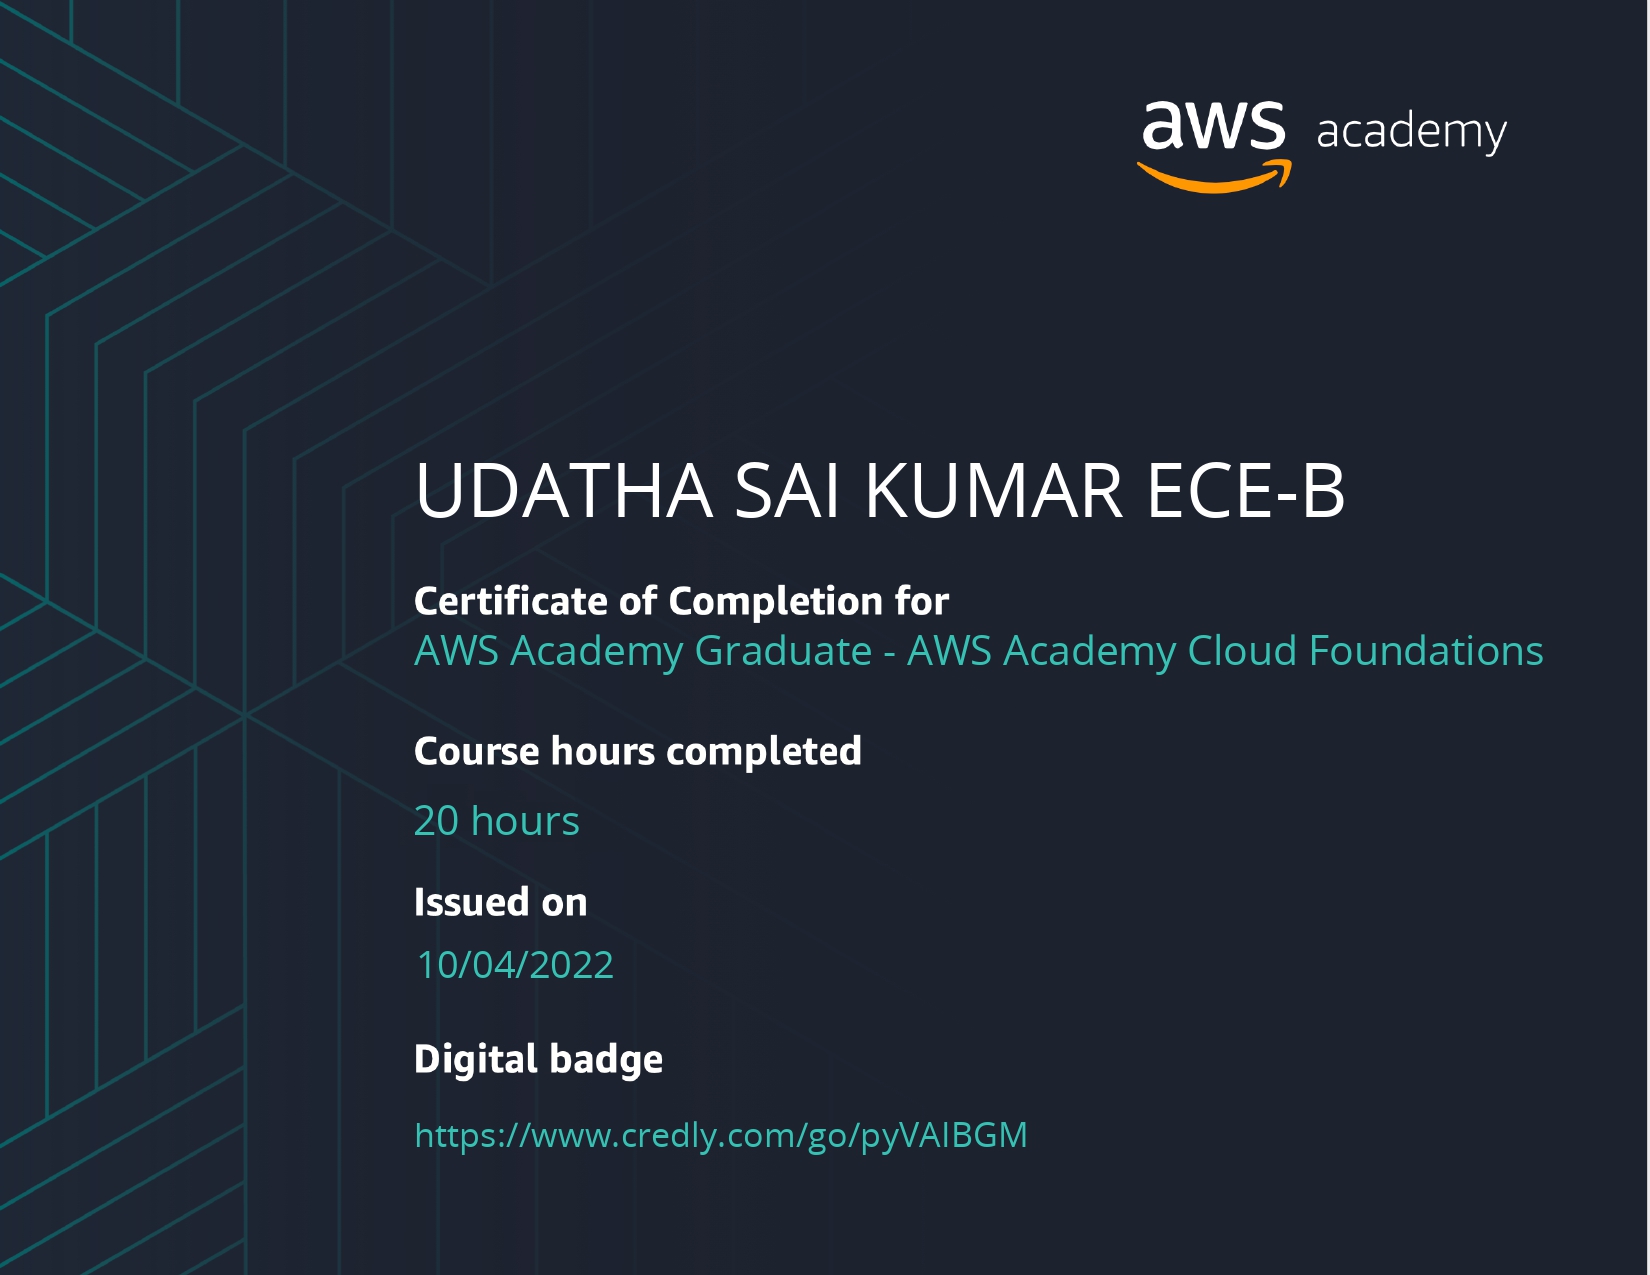 aws academy
UDATHA SAI KUMAR ECE-B
Certificate of Completion for
AWS Academy Graduate - AWS Academy Cloud Foundations
Course hours completed
20 hours
Issued on
10/04/2022
Digital badge
https://www.credly.com/go/pyVAIBGM